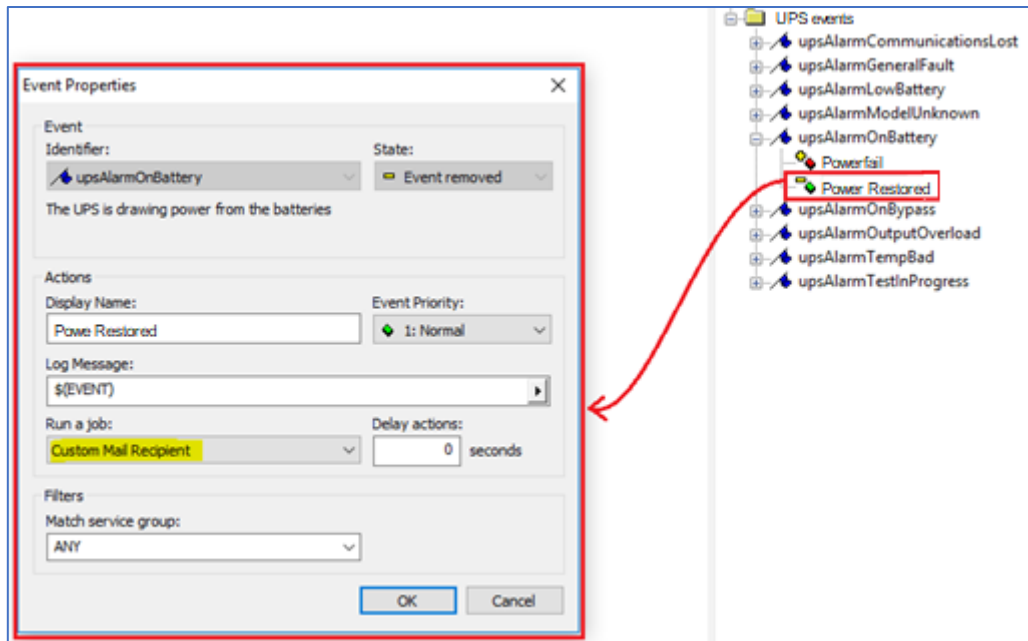 Event Properties
Event
Identifier:
State:
upsAlarmOnBattery
Event removed
The UPS is drawing power from the batteries
Actions
Display Name:
Event Priority:
Powe Restored
1: Normal
Log Message:
$(EVENT)
Run a job:
Delay actions:
Custom Mail Recipient
0 seconds
Filters
Match service group:
ANY
OK
Cancel
UPS events
upsAlarmCommunicationsLost
upsAlarmGeneralFault
upsAlarmLowBattery
upsAlarmModelUnknown
upsAlarmOnBattery
Powerfail
Power Restored
upsAlarmOnBypass
upsAlarmOutputOverload
upsAlarmTempBad
upsAlarmTestInProgress